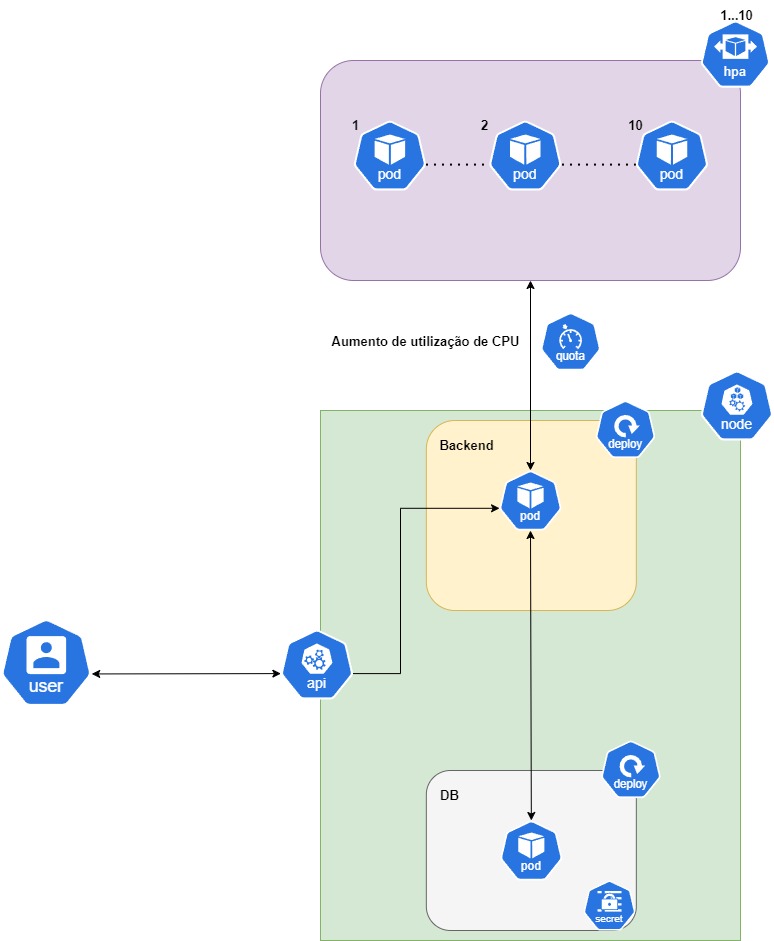 1...10
hpa
1
2
10
pod
pod
pod
Aumento de utilização de CPU
quota
node
deploy
Backend
pod
user
api
deploy
DB
pod
secret